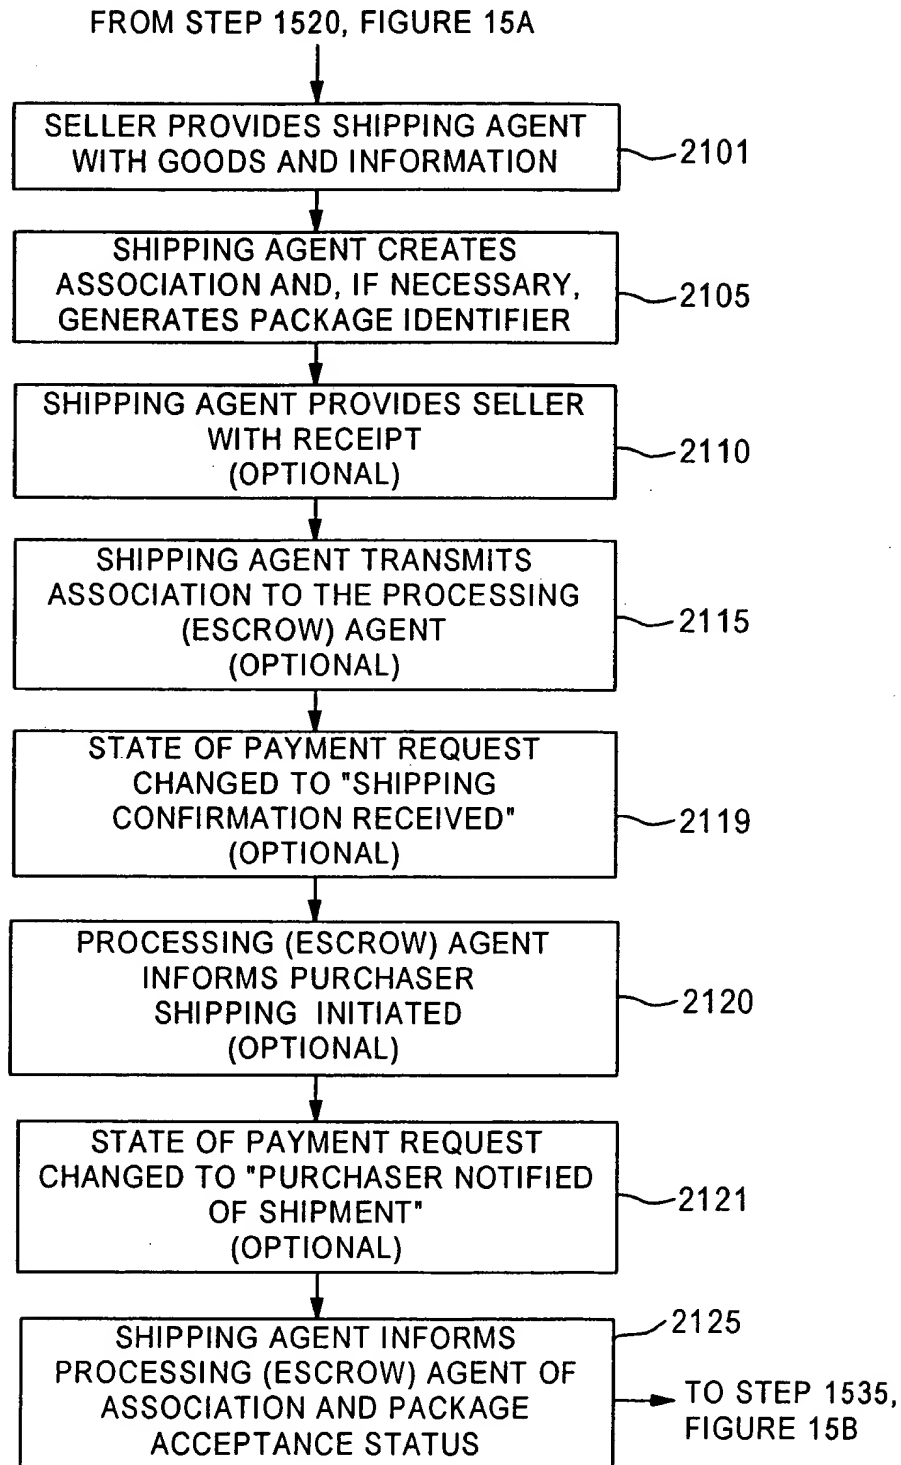 FROM STEP 1520, FIGURE 15A
SELLER PROVIDES SHIPPING AGENT
WITH GOODS AND INFORMATION
2101
SHIPPING AGENT CREATES
ASSOCIATION AND, IF NECESSARY,
GENERATES PACKAGE IDENTIFIER
2105
SHIPPING AGENT PROVIDES SELLER
WITH RECEIPT
(OPTIONAL)
2110
SHIPPING AGENT TRANSMITS
ASSOCIATION TO THE PROCESSING
(ESCROW) AGENT
(OPTIONAL)
2115
STATE OF PAYMENT REQUEST
CHANGED TO "SHIPPING
CONFIRMATION RECEIVED"
(OPTIONAL)
2119
PROCESSING (ESCROW) AGENT
INFORMS PURCHASER
SHIPPING INITIATED
(OPTIONAL)
2120
STATE OF PAYMENT REQUEST
CHANGED TO "PURCHASER NOTIFIED
OF SHIPMENT"
(OPTIONAL)
2121
SHIPPING AGENT INFORMS
PROCESSING (ESCROW) AGENT OF
ASSOCIATION AND PACKAGE
ACCEPTANCE STATUS
2125
TO STEP 1535,
FIGURE 15B